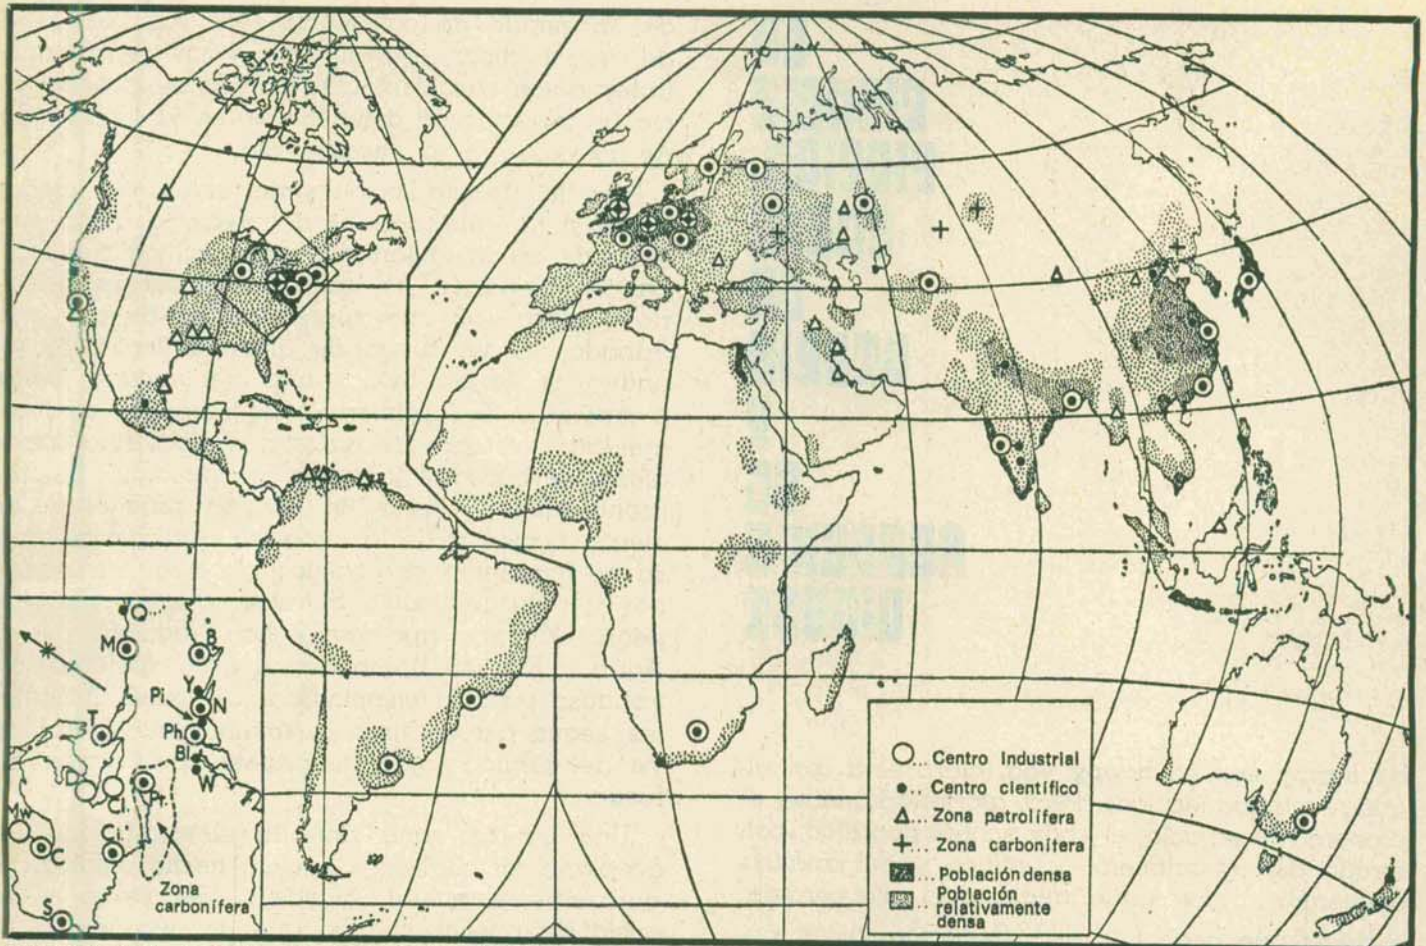 Q
M
B
Y
Pi
N
T
Ph
Bl
W
Cl
Pt
Mw
C
Ci
S
Zona
carbonífera
Centro Industrial
Centro científico
Zona petrolífera
Zona carbonífera
Población densa
Población
relativamente
densa